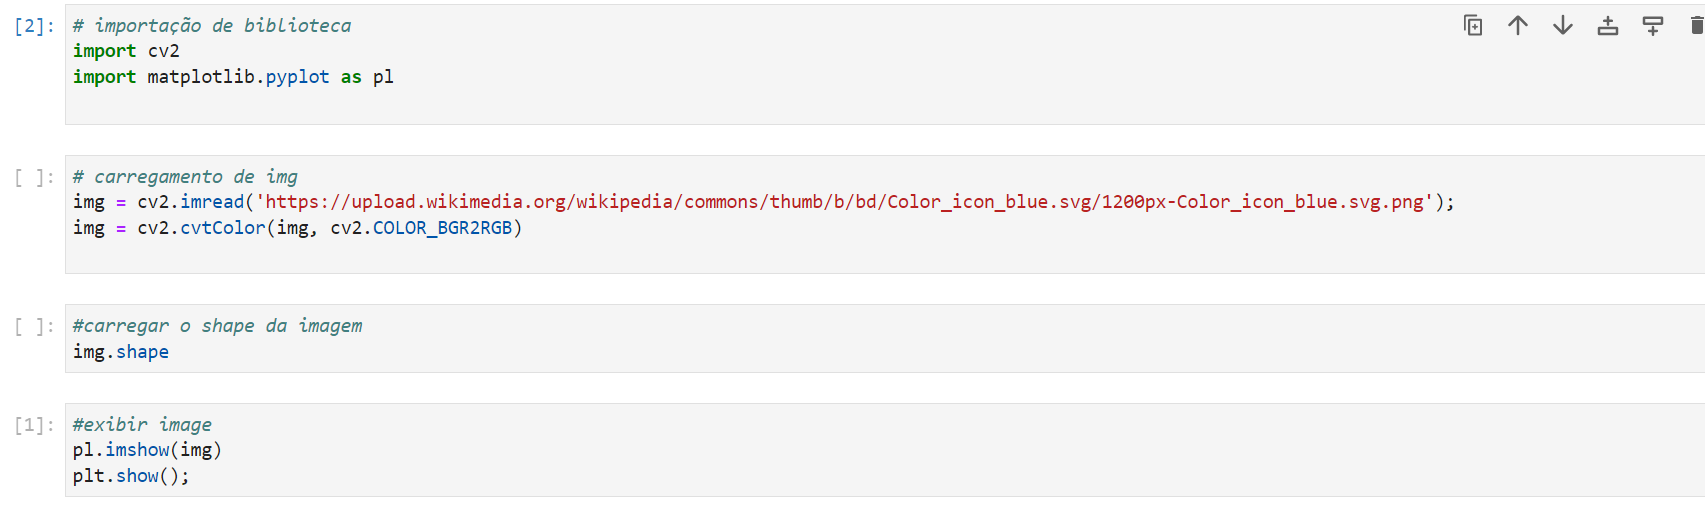 [2]: # importação de biblioteca
import cv2
import matplotlib.pyplot as pl
[ ]: # carregamento de img
img = cv2.imread('https://upload.wikimedia.org/wikipedia/commons/thumb/b/bd/Color_icon_blue.svg/1200px-Color_icon_blue.svg.png');
img = cv2.cvtColor(img, cv2.COLOR_BGR2RGB)
[ ]: #carregar o shape da imagem
img.shape
[1]: #exibir image
pl.imshow(img)
plt.show();